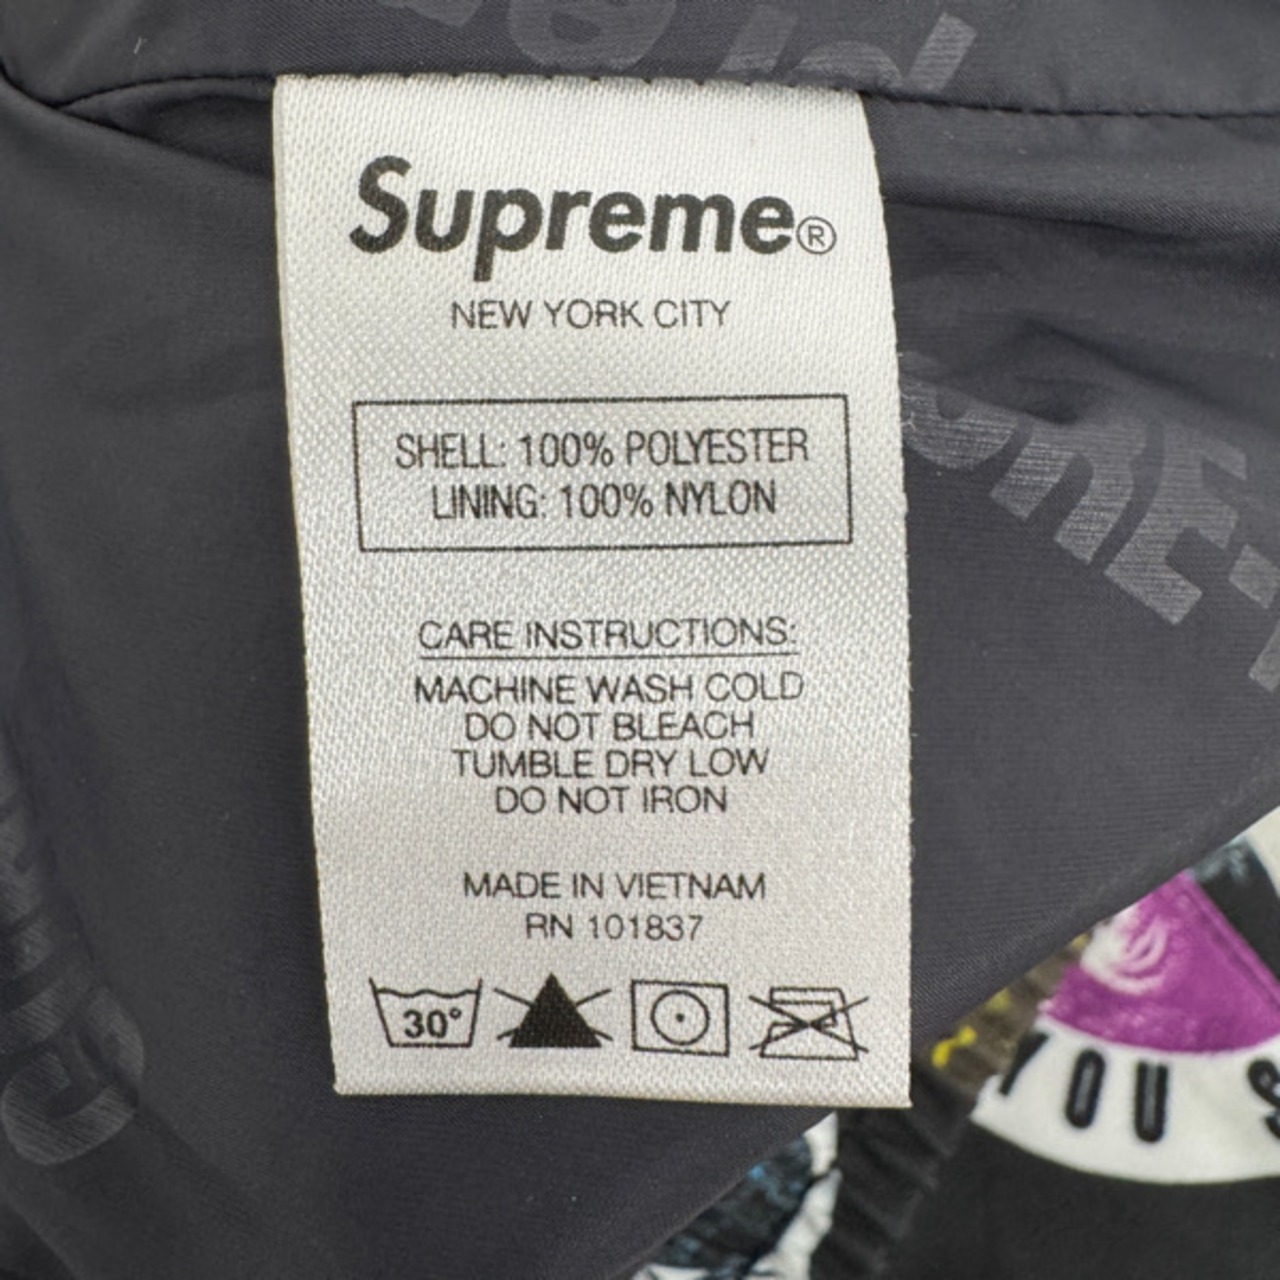 Supreme®
NEW YORK CITY
SHELL: 100% POLYESTER
LINING: 100% NYLON
CARE INSTRUCTIONS:
MACHINE WASH COLD
DO NOT BLEACH
TUMBLE DRY LOW
DO NOT IRON
MADE IN VIETNAM
RN 101837
30°
YOU